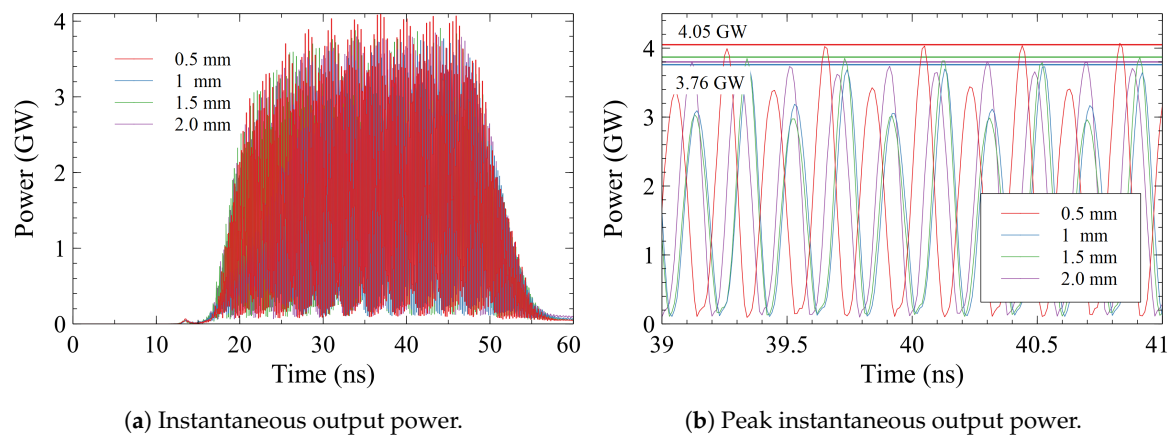 4
3
2
1
0
Power (GW)
0.5 mm
1 mm
1.5 mm
2.0 mm
0 10 20 30 40 50 60
Time (ns)
(a) Instantaneous output power.
4.05 GW
3.76 GW
4
3
2
1
0
Power (GW)
0.5 mm
1 mm
1.5 mm
2.0 mm
39 39.5 40 40.5 41
Time (ns)
(b) Peak instantaneous output power.